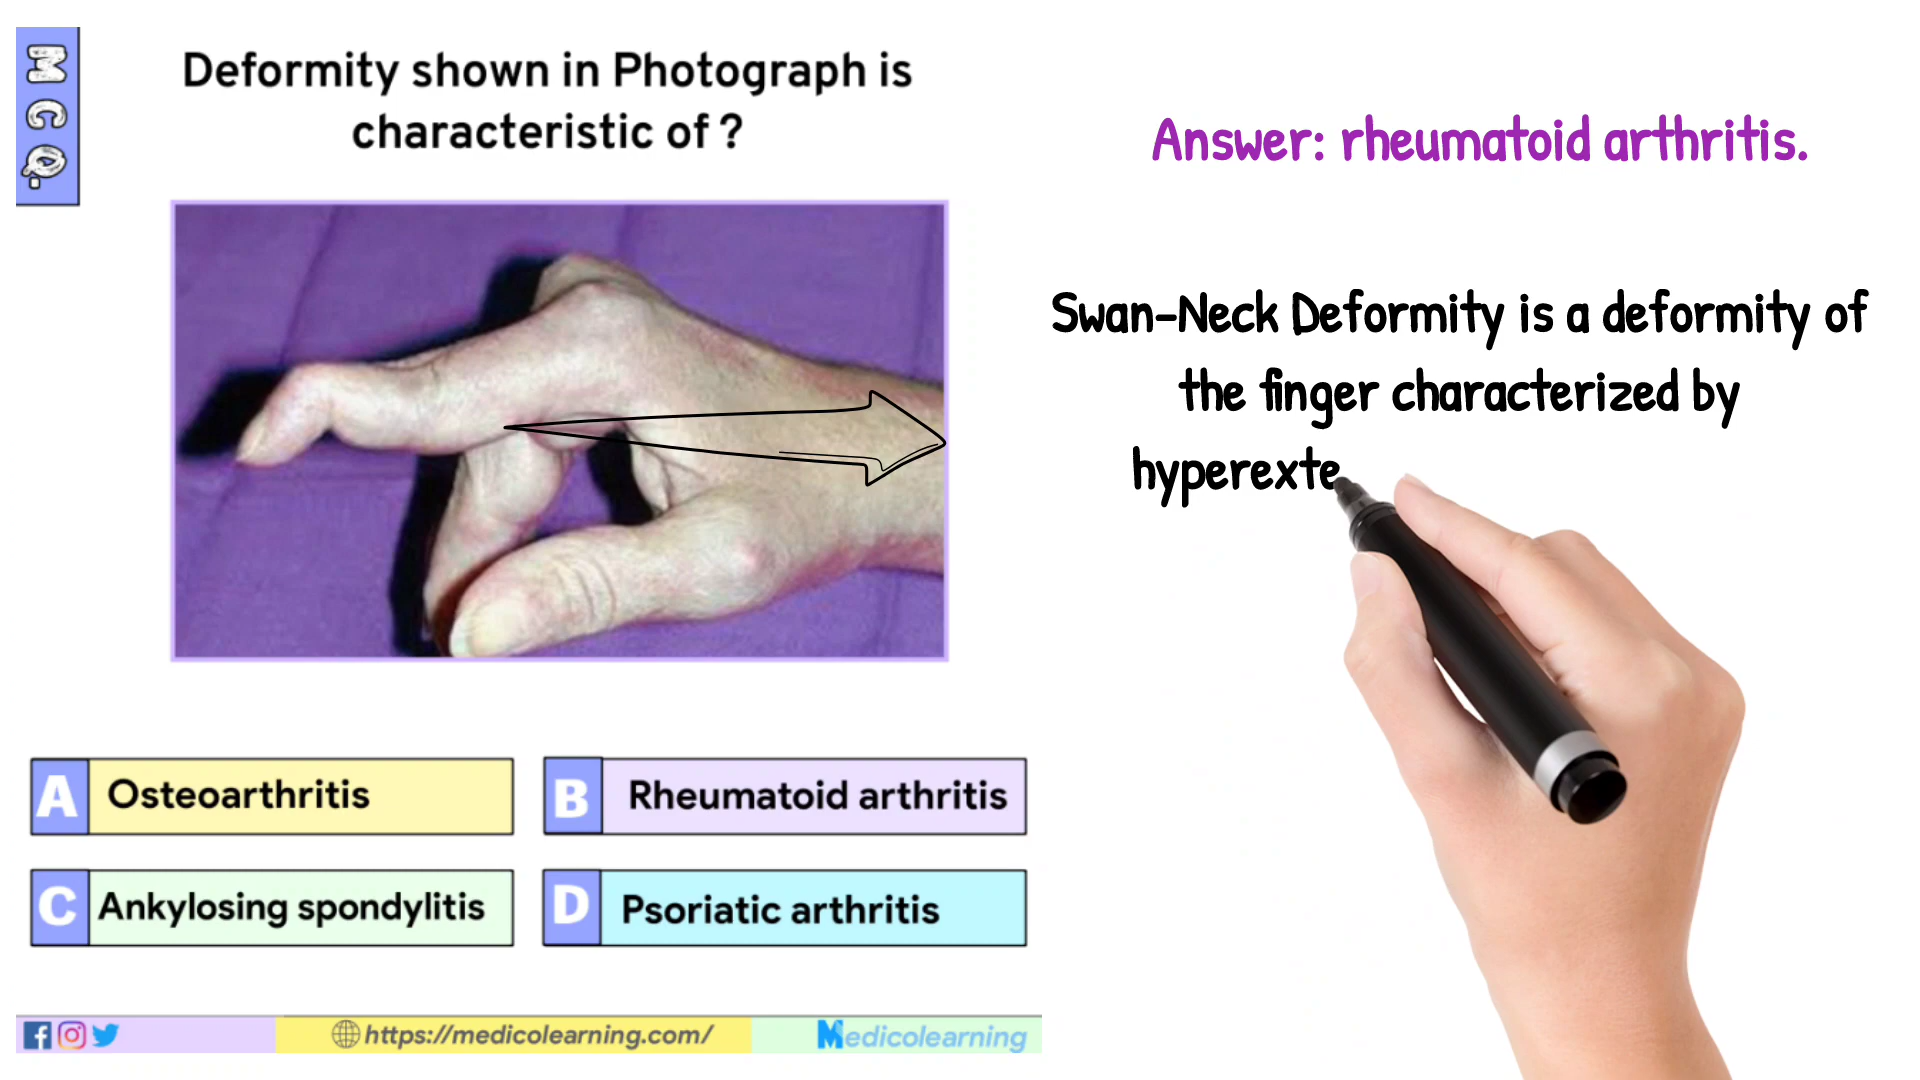 MCQ
Deformity shown in Photograph is
characteristic of ?
A Osteoarthritis
B Rheumatoid arthritis
C Ankylosing spondylitis
D Psoriatic arthritis
https://medicolearning.com/
Medicolearning
Answer: rheumatoid arthritis.
Swan-Neck Deformity is a deformity of
the finger characterized by
hyperexte